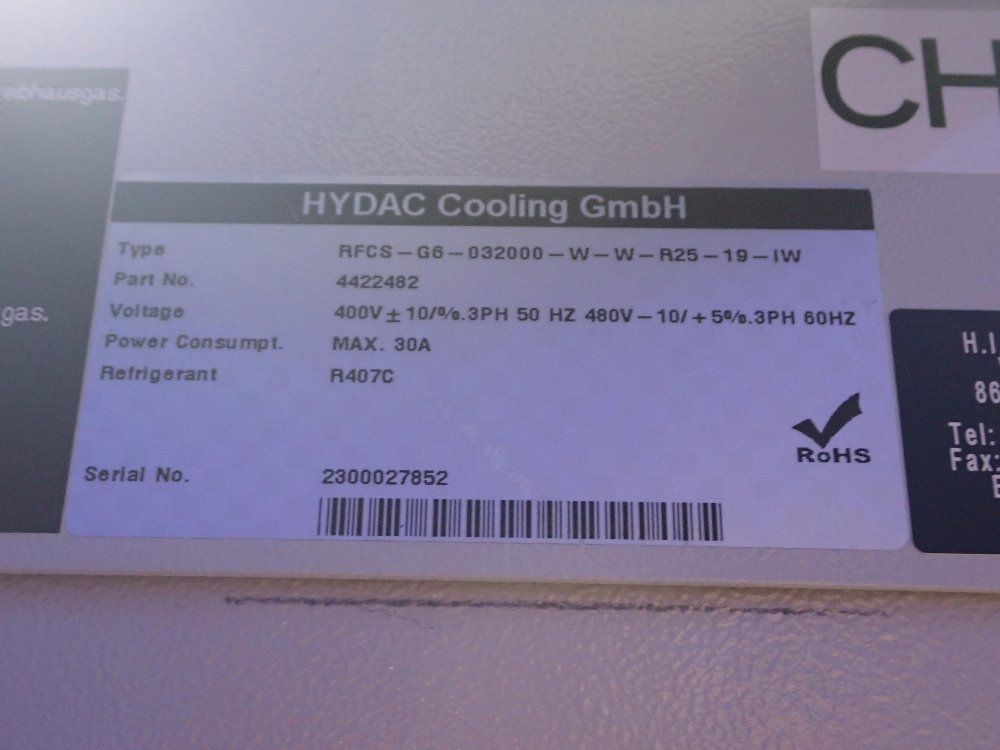 eibhausgas.
gas.
CH
HYDAC Cooling GmbH
Type RFCS-G6-032000-W-W-R25-19-IW
Part No. 4422482
Voltage 400V±10/%.3PH 50 HZ 480V-10/+5%.3PH 60HZ
Power Consumpt. MAX. 30A
Refrigerant R407C
RoHS
Serial No. 2300027852
H.I
86
Tel:
Fax:
E